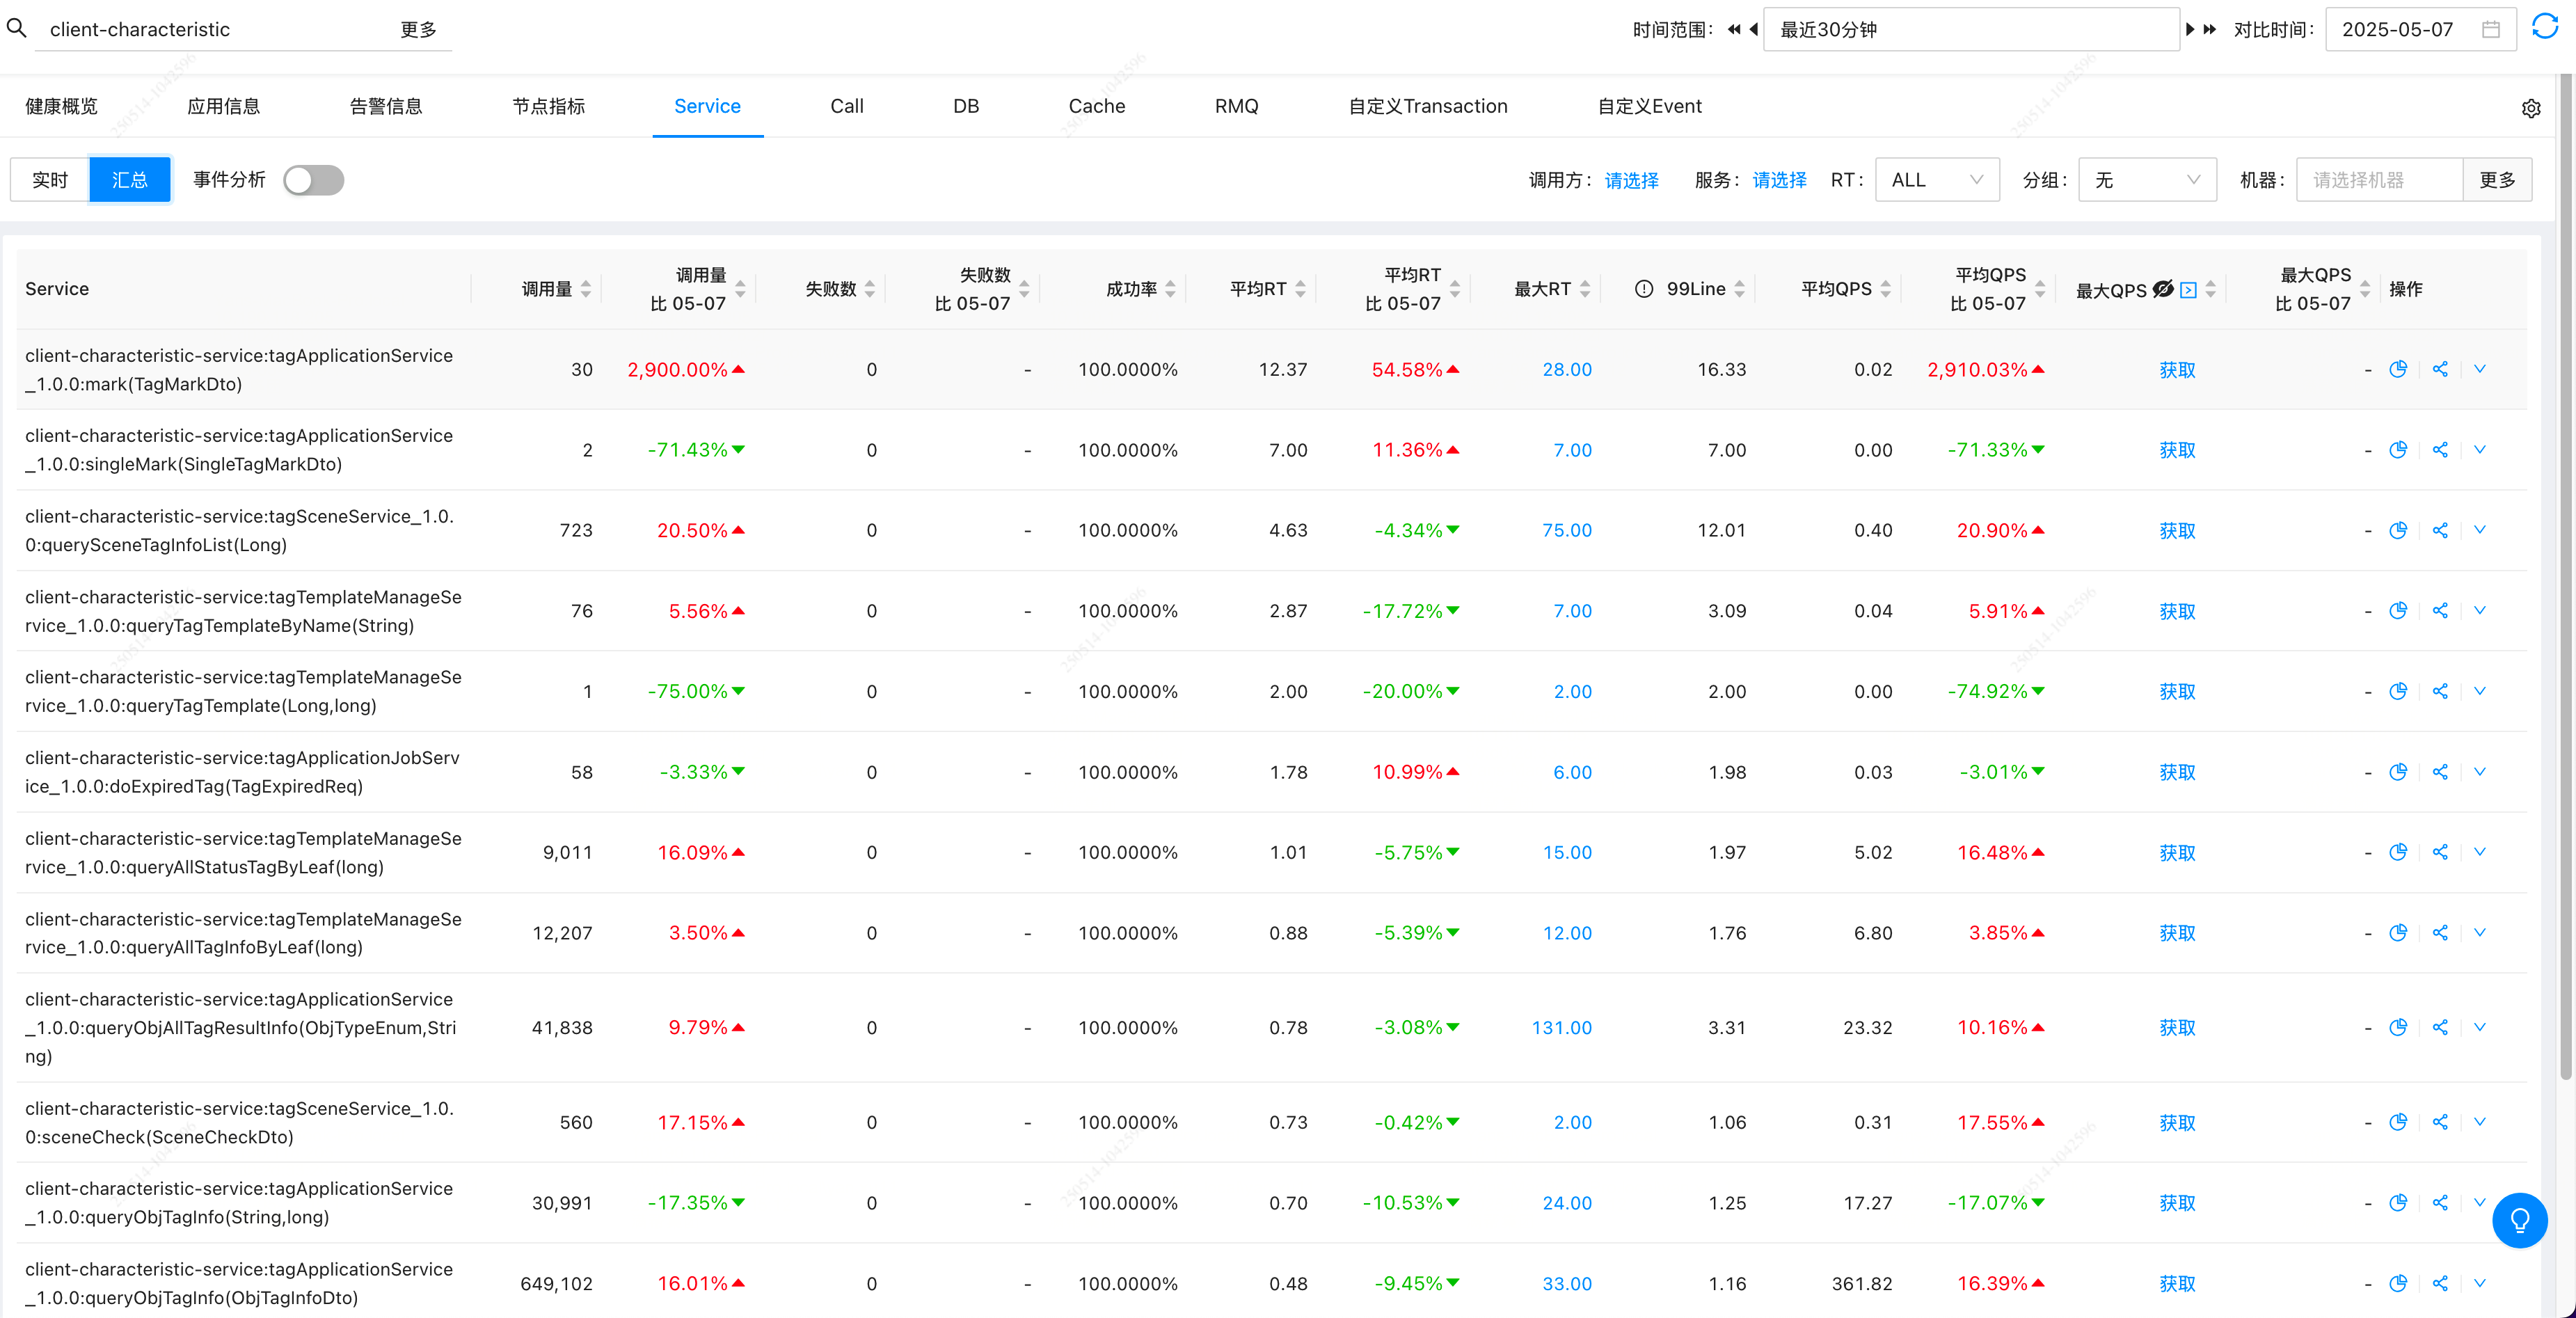 client-characteristic 更多 时间范围: 最近30分钟 对比时间: 2025-05-07
健康概览 应用信息 告警信息 节点指标 Service Call DB Cache RMQ 自定义Transaction 自定义Event
实时 汇总 事件分析 调用方: 请选择 服务: 请选择 RT: ALL 分组: 无 机器: 请选择机器 更多
Service 调用量 调用量 比 05-07 失败数 失败数 比 05-07 成功率 平均RT 平均RT 比 05-07 最大RT 99Line 平均QPS 平均QPS 比 05-07 最大QPS 最大QPS 比 05-07 操作
client-characteristic-service:tagApplicationService
_1.0.0:mark(TagMarkDto)
30 2,900.00% 0 - 100.0000% 12.37 54.58% 28.00 16.33 0.02 2,910.03% 获取 -
client-characteristic-service:tagApplicationService
_1.0.0:singleMark(SingleTagMarkDto)
2 -71.43% 0 - 100.0000% 7.00 11.36% 7.00 7.00 0.00 -71.33% 获取 -
client-characteristic-service:tagSceneService_1.0.
0:querySceneTagInfoList(Long)
723 20.50% 0 - 100.0000% 4.63 -4.34% 75.00 12.01 0.40 20.90% 获取 -
client-characteristic-service:tagTemplateManageSe
rvice_1.0.0:queryTagTemplateByName(String)
76 5.56% 0 - 100.0000% 2.87 -17.72% 7.00 3.09 0.04 5.91% 获取 -
client-characteristic-service:tagTemplateManageSe
rvice_1.0.0:queryTagTemplate(Long,long)
1 -75.00% 0 - 100.0000% 2.00 -20.00% 2.00 2.00 0.00 -74.92% 获取 -
client-characteristic-service:tagApplicationJobServ
ice_1.0.0:doExpiredTag(TagExpiredReq)
58 -3.33% 0 - 100.0000% 1.78 10.99% 6.00 1.98 0.03 -3.01% 获取 -
client-characteristic-service:tagTemplateManageSe
rvice_1.0.0:queryAllStatusTagByLeaf(long)
9,011 16.09% 0 - 100.0000% 1.01 -5.75% 15.00 1.97 5.02 16.48% 获取 -
client-characteristic-service:tagTemplateManageSe
rvice_1.0.0:queryAllTagInfoByLeaf(long)
12,207 3.50% 0 - 100.0000% 0.88 -5.39% 12.00 1.76 6.80 3.85% 获取 -
client-characteristic-service:tagApplicationService
_1.0.0:queryObjAllTagResultInfo(ObjTypeEnum,Stri
ng)
41,838 9.79% 0 - 100.0000% 0.78 -3.08% 131.00 3.31 23.32 10.16% 获取 -
client-characteristic-service:tagSceneService_1.0.
0:sceneCheck(SceneCheckDto)
560 17.15% 0 - 100.0000% 0.73 -0.42% 2.00 1.06 0.31 17.55% 获取 -
client-characteristic-service:tagApplicationService
_1.0.0:queryObjTagInfo(String,long)
30,991 -17.35% 0 - 100.0000% 0.70 -10.53% 24.00 1.25 17.27 -17.07% 获取 -
client-characteristic-service:tagApplicationService
_1.0.0:queryObjTagInfo(ObjTagInfoDto)
649,102 16.01% 0 - 100.0000% 0.48 -9.45% 33.00 1.16 361.82 16.39% 获取 -
250514-1042596